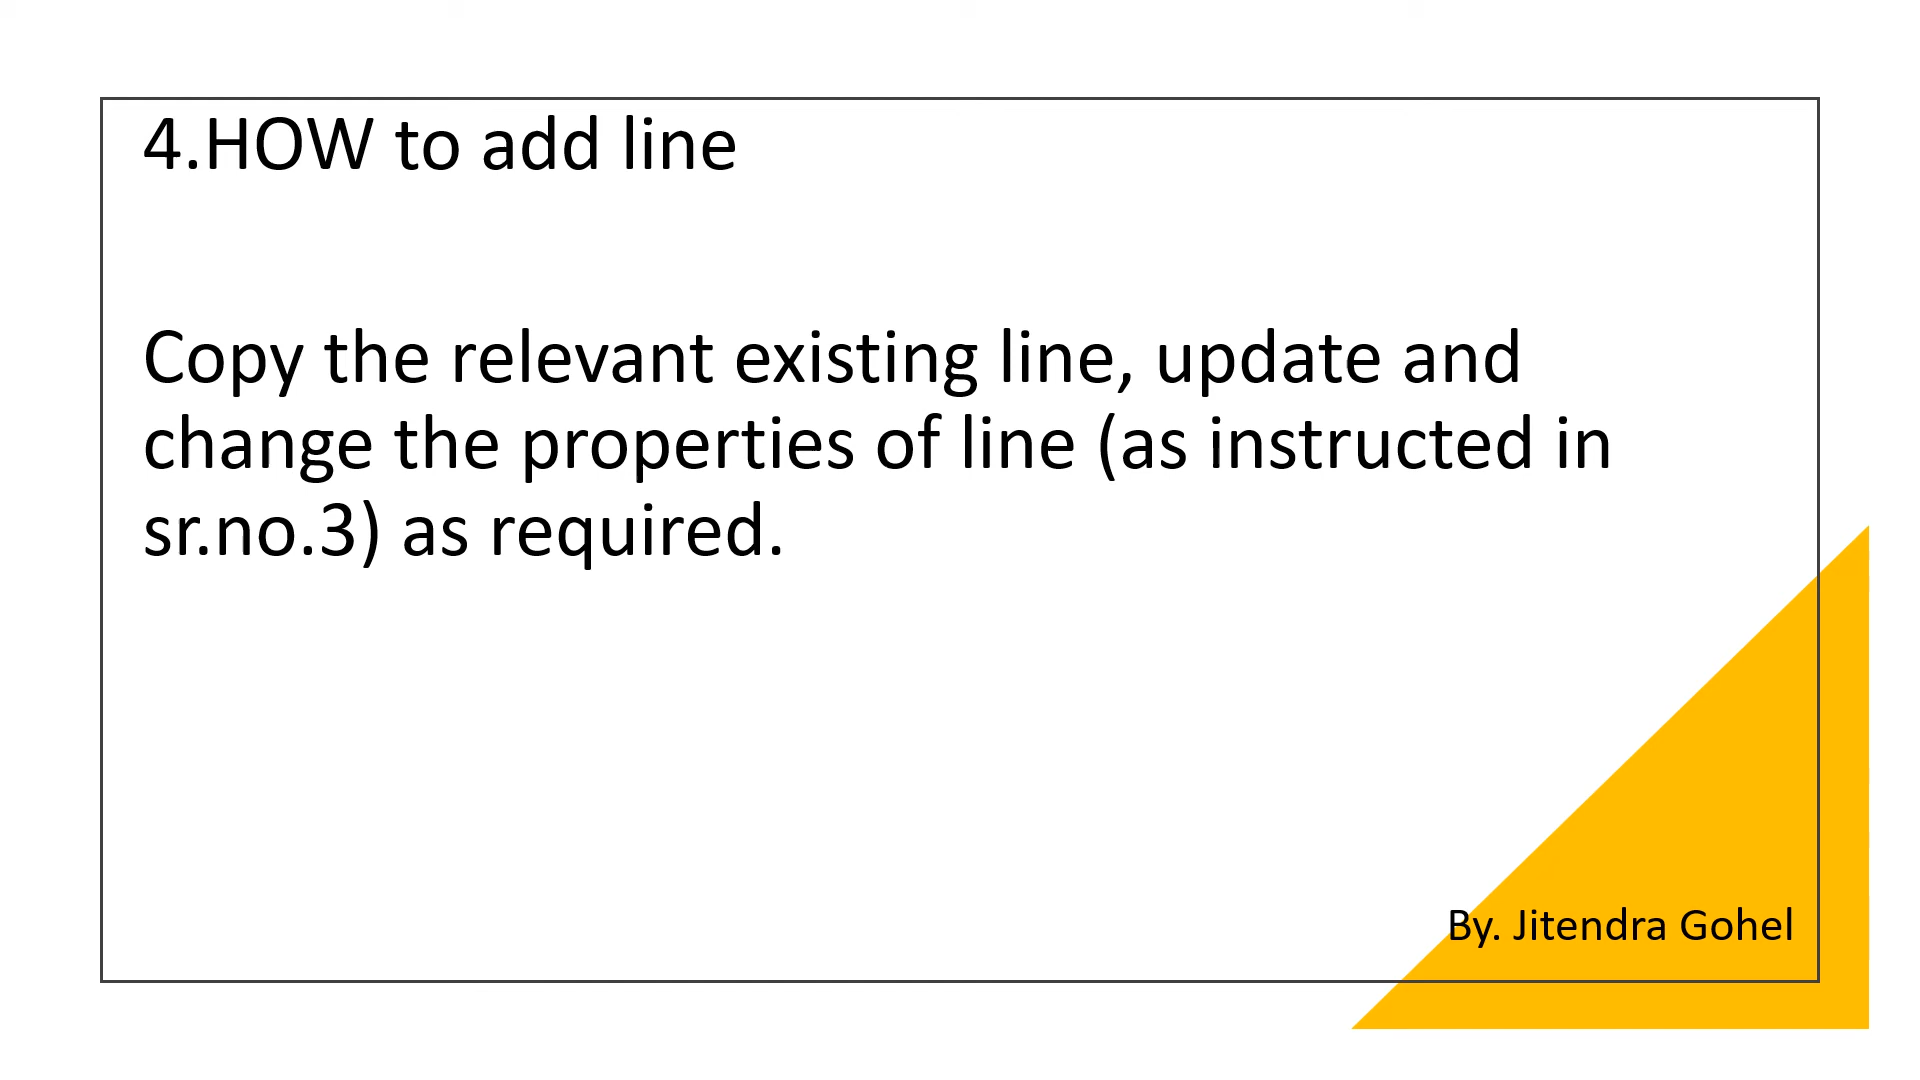 4.HOW to add line
Copy the relevant existing line, update and
change the properties of line (as instructed in
sr.no.3) as required.
By. Jitendra Gohel